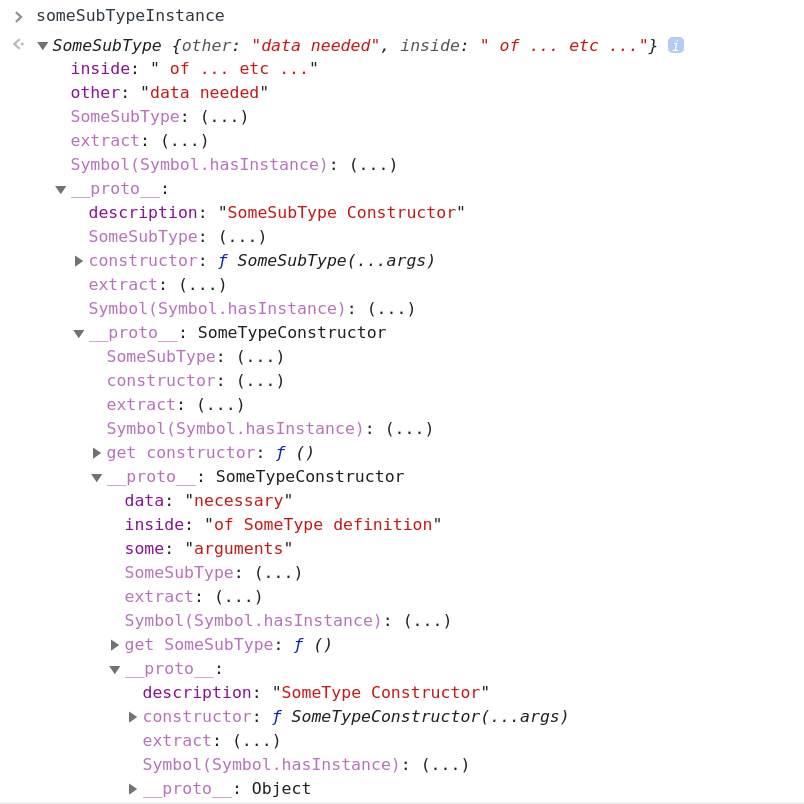 someSubTypeInstance
SomeSubType {other: "data needed", inside: " of ... etc ..."} i
inside: " of ... etc ..."
other: "data needed"
SomeSubType: (...)
extract: (...)
Symbol(Symbol.hasInstance): (...)
__proto__:
description: "SomeSubType Constructor"
SomeSubType: (...)
constructor: ƒ SomeSubType(...args)
extract: (...)
Symbol(Symbol.hasInstance): (...)
__proto__: SomeTypeConstructor
SomeSubType: (...)
constructor: (...)
extract: (...)
Symbol(Symbol.hasInstance): (...)
get constructor: ƒ ()
__proto__: SomeTypeConstructor
data: "necessary"
inside: "of SomeType definition"
some: "arguments"
SomeSubType: (...)
extract: (...)
Symbol(Symbol.hasInstance): (...)
get SomeSubType: ƒ ()
__proto__:
description: "SomeType Constructor"
constructor: ƒ SomeTypeConstructor(...args)
extract: (...)
Symbol(Symbol.hasInstance): (...)
__proto__: Object